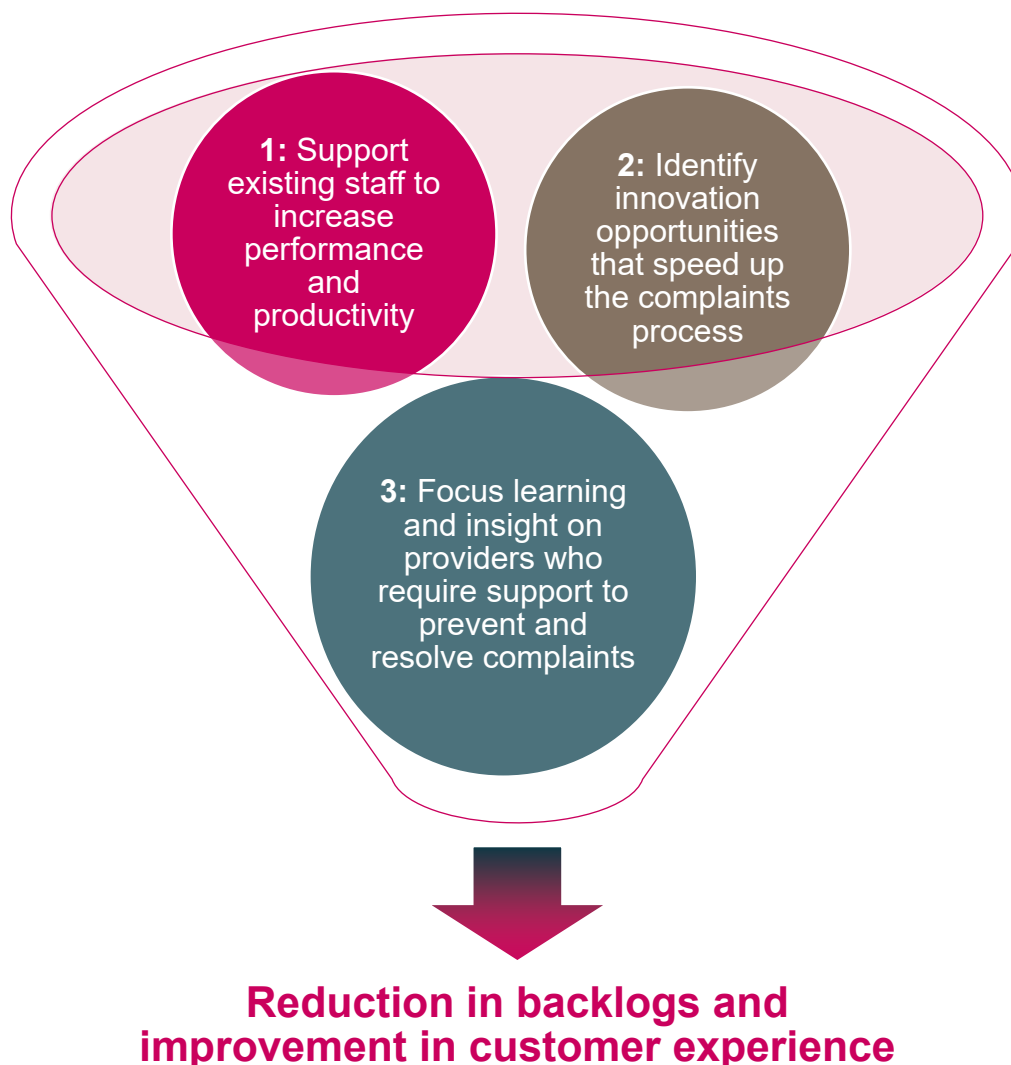 1: Support
existing staff to
increase
performance
and
productivity
2: Identify
innovation
opportunities
that speed up
the complaints
process
3: Focus learning
and insight on
providers who
require support to
prevent and
resolve complaints
Reduction in backlogs and
improvement in customer experience